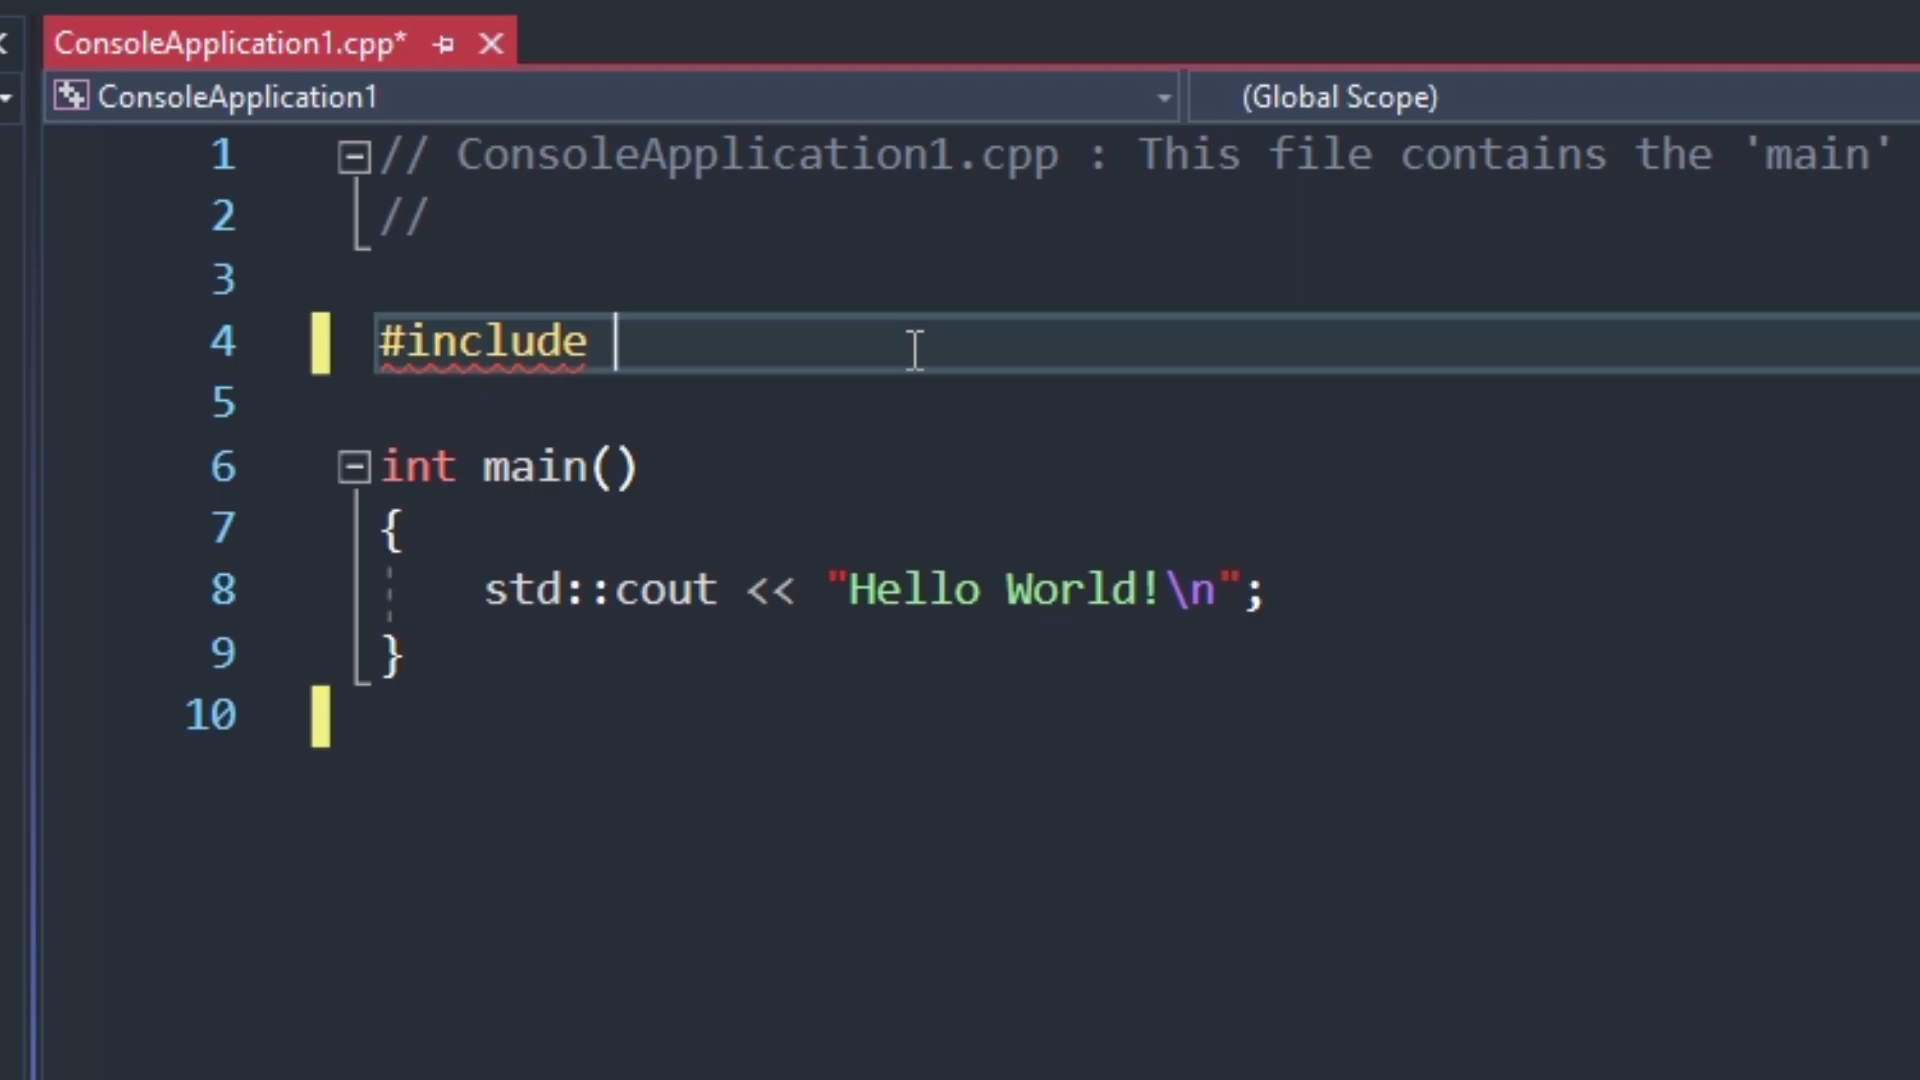 ConsoleApplication1.cpp*
ConsoleApplication1 (Global Scope)
1 // ConsoleApplication1.cpp : This file contains the 'main'
2 //
3
4 #include
5
6 int main()
7 {
8 std::cout << "Hello World!\n";
9 }
10